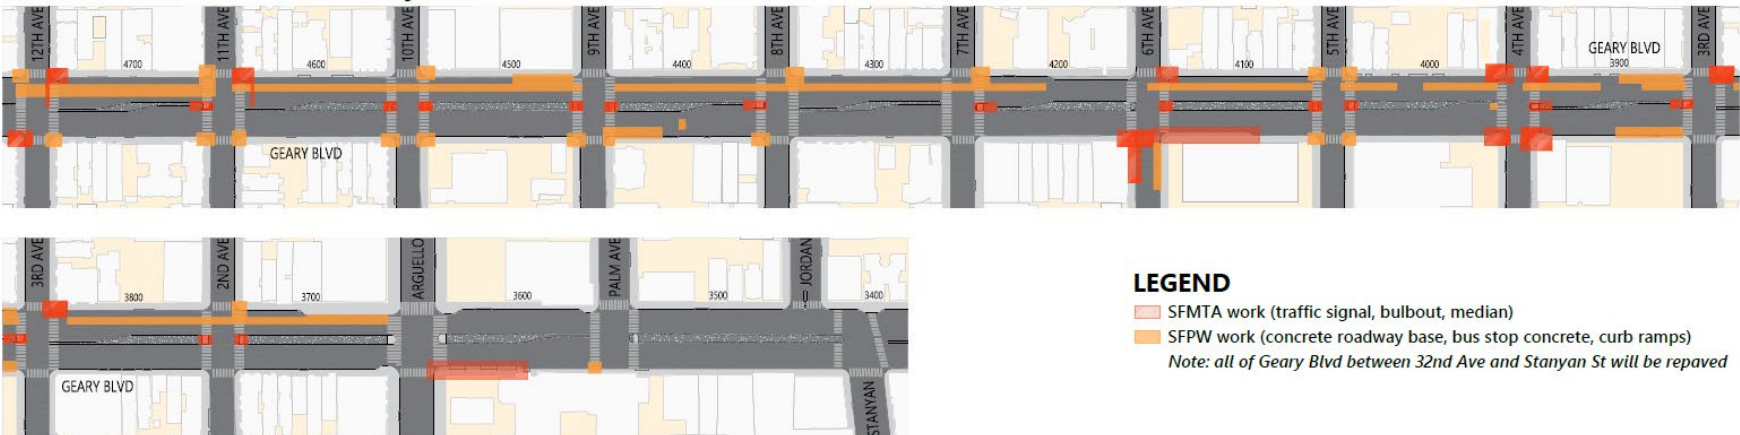 12TH AVE
11TH AVE
10TH AVE
9TH AVE
8TH AVE
7TH AVE
6TH AVE
5TH AVE
4TH AVE
3RD AVE
4700
4600
4500
4400
4300
4200
4100
4000
GEARY BLVD
3900
GEARY BLVD
3RD AVE
2ND AVE
ARGUELLO
PALM AVE
JORDAN
3800
3700
3600
3500
3400
GEARY BLVD
STANYAN
LEGEND
SFMTA work (traffic signal, bulbout, median)
SFPW work (concrete roadway base, bus stop concrete, curb ramps)
Note: all of Geary Blvd between 32nd Ave and Stanyan St will be repaved